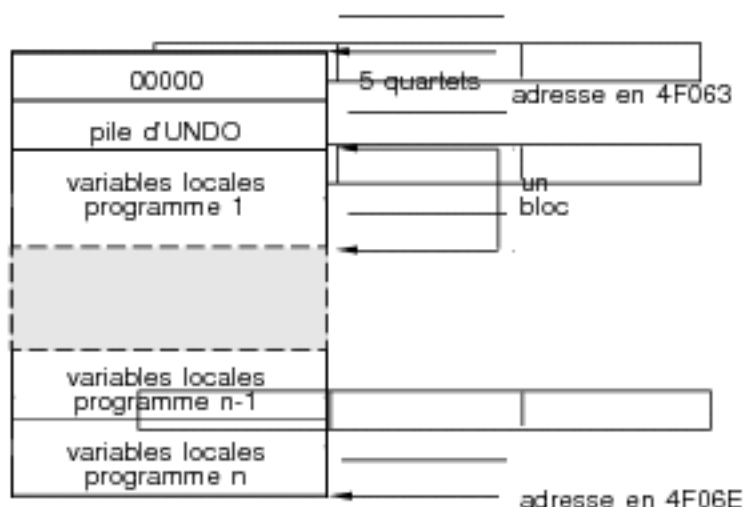 00000
5 quartets
adresse en 4F063
pile d'UNDO
variables locales
programme 1
un
bloc
variables locales
programme n-1
variables locales
programme n
adresse en 4F06E